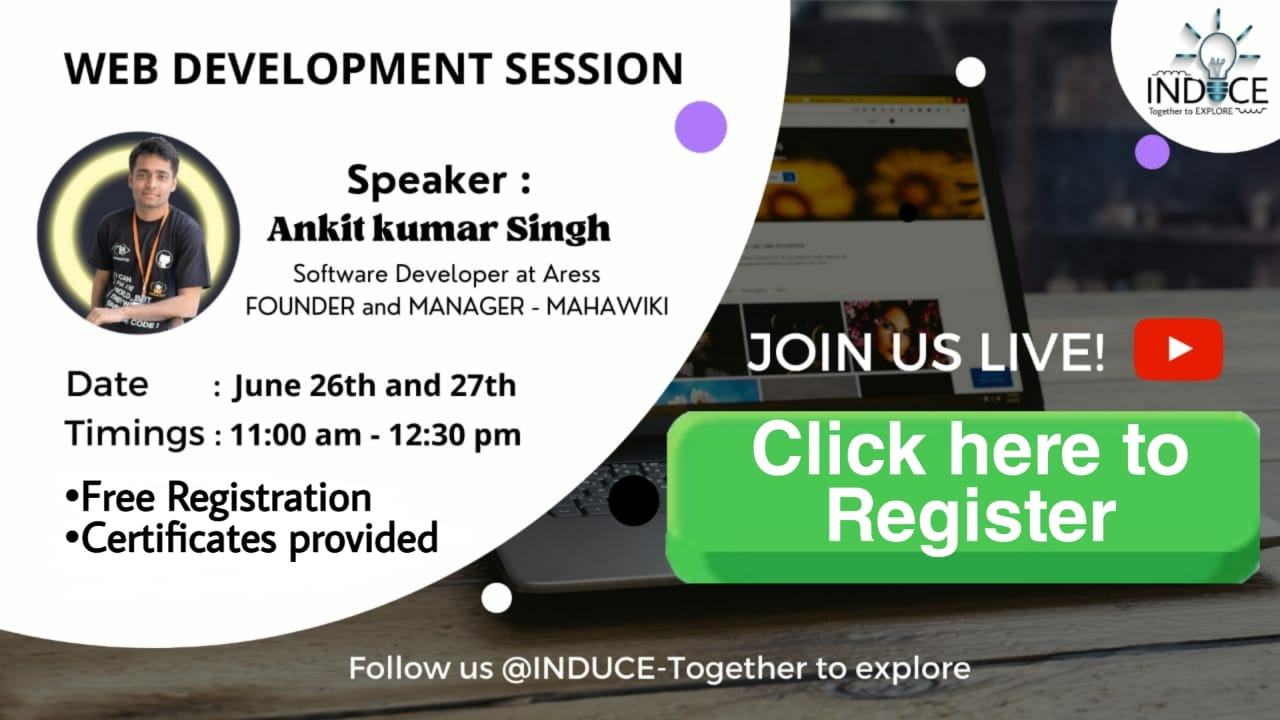 WEB DEVELOPMENT SESSION
INDUCE
Together to EXPLORE
Speaker :
Ankit kumar Singh
Software Developer at Aress
FOUNDER and MANAGER - MAHAWIKI
Date : June 26th and 27th
Timings : 11:00 am - 12:30 pm
•Free Registration
•Certificates provided
JOIN US LIVE!
Click here to
Register
Follow us @INDUCE-Together to explore